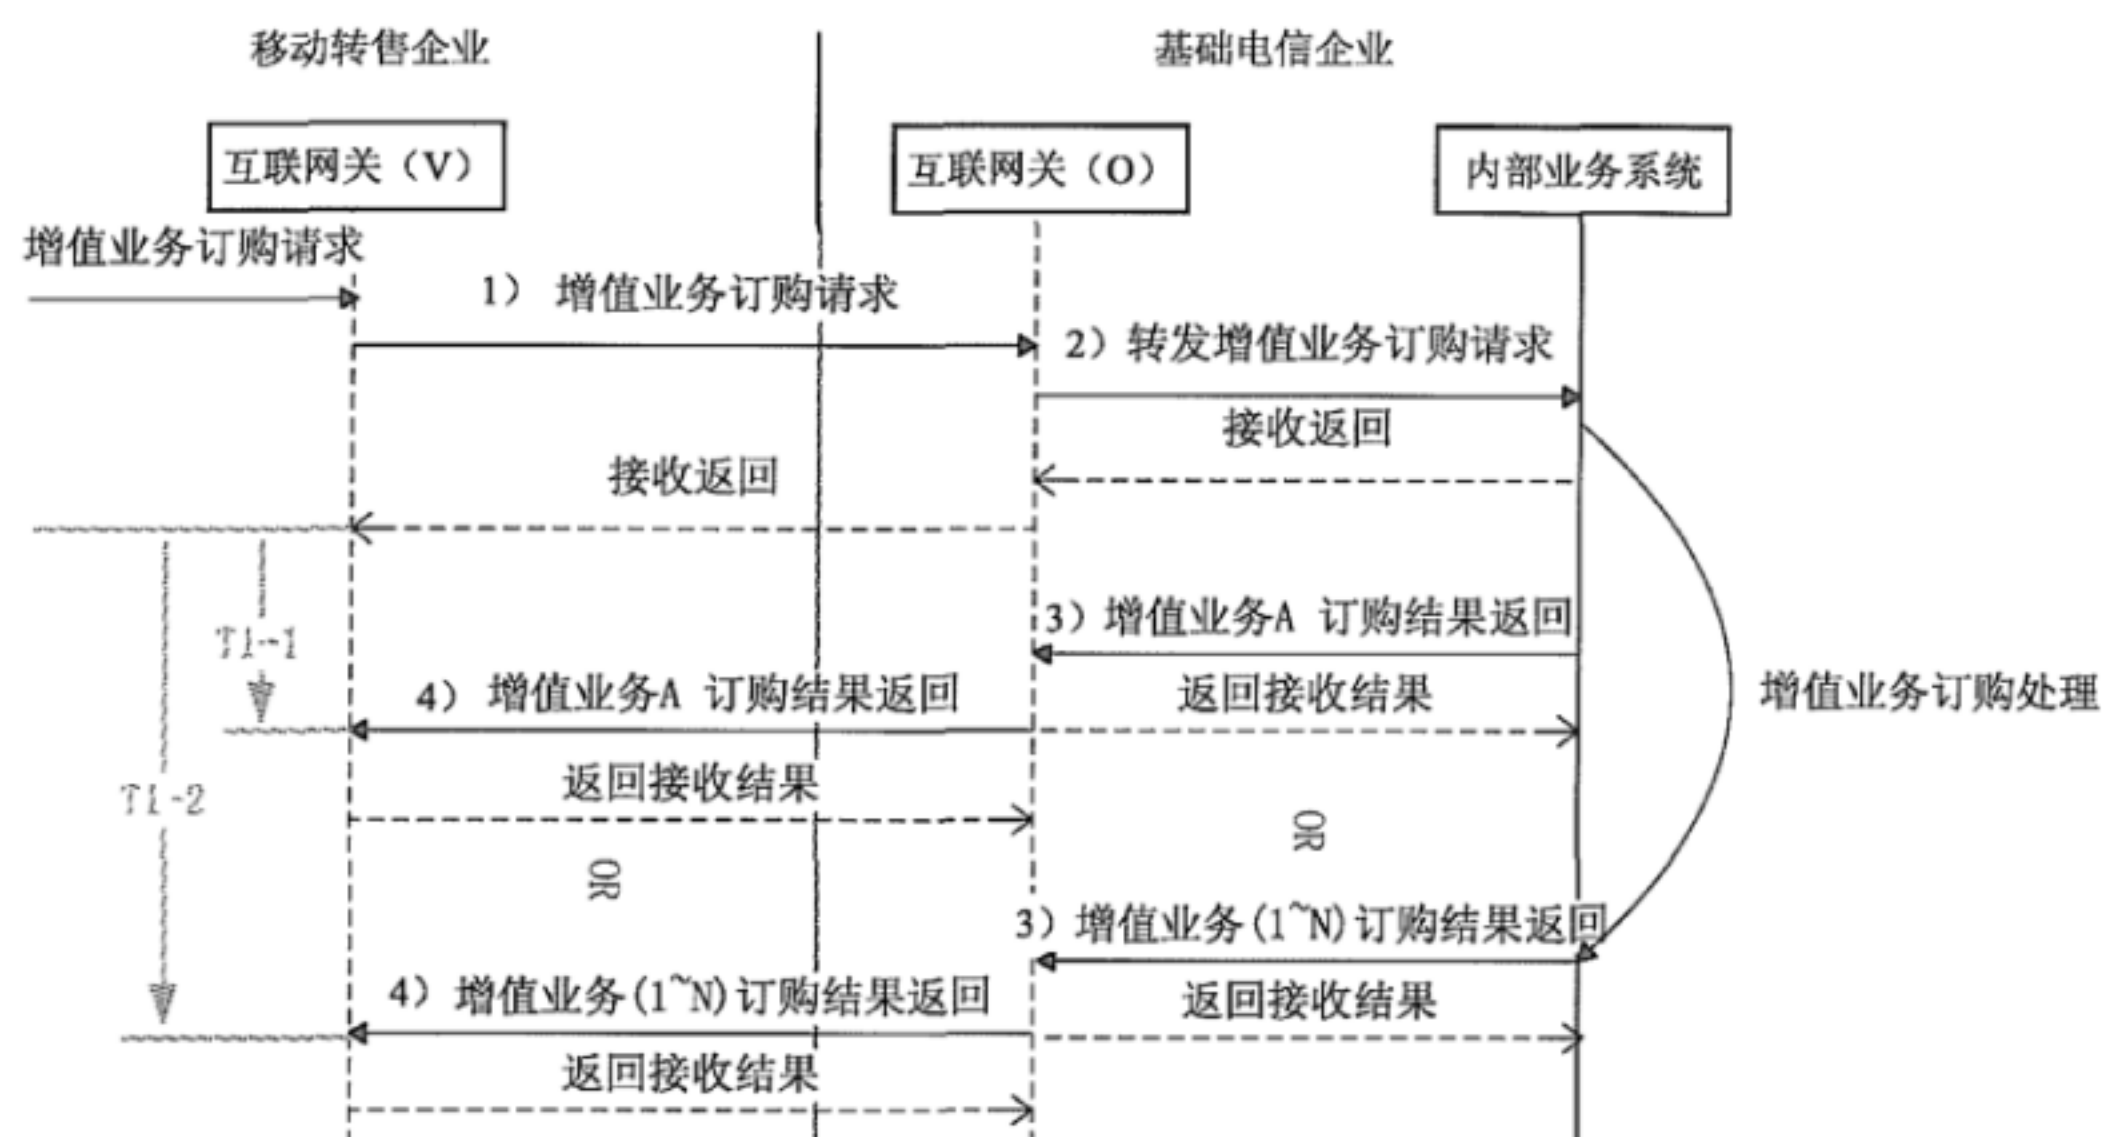 移动转售企业
基础电信企业
互联网关（V）
互联网关（O）
内部业务系统
增值业务订购请求
1） 增值业务订购请求
2）转发增值业务订购请求
接收返回
接收返回
3）增值业务A 订购结果返回
T1-1
4） 增值业务A 订购结果返回
返回接收结果
增值业务订购处理
返回接收结果
T1-2
OR
OR
3）增值业务(1~N)订购结果返回
4）增值业务(1~N)订购结果返回
返回接收结果
返回接收结果